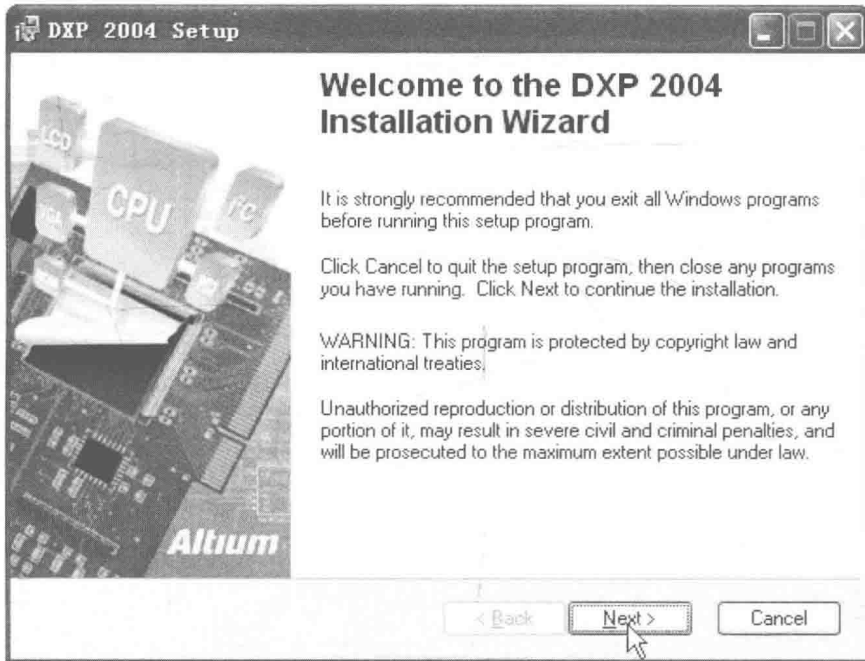 DXP 2004 Setup
Welcome to the DXP 2004
Installation Wizard
It is strongly recommended that you exit all Windows programs
before running this setup program.
Click Cancel to quit the setup program, then close any programs
you have running. Click Next to continue the installation.
WARNING: This program is protected by copyright law and
international treaties.
Unauthorized reproduction or distribution of this program, or any
portion of it, may result in severe civil and criminal penalties, and
will be prosecuted to the maximum extent possible under law.
LCD
CPU
I²C
Altium
< Back
Next >
Cancel